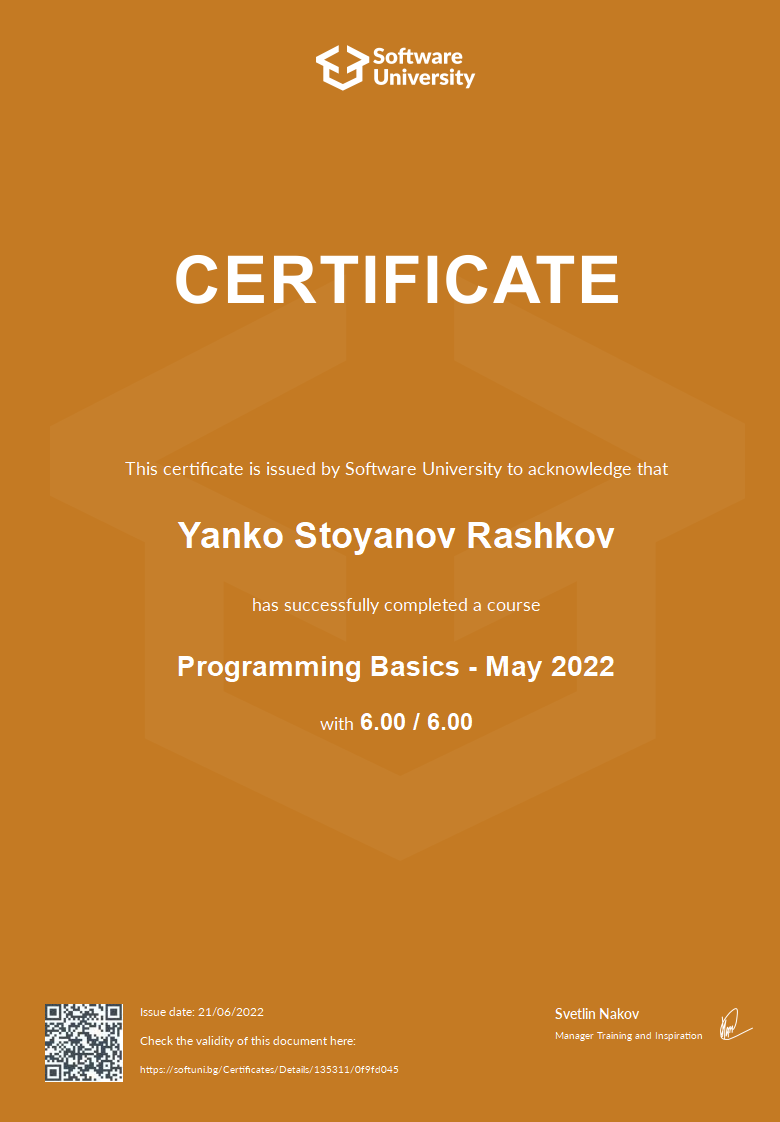 Software
University
CERTIFICATE
This certificate is issued by Software University to acknowledge that
Yanko Stoyanov Rashkov
has successfully completed a course
Programming Basics - May 2022
with 6.00 / 6.00
Issue date: 21/06/2022
Check the validity of this document here:
https://softuni.bg/Certificates/Details/135311/0f9fd045
Svetlin Nakov
Manager Training and Inspiration